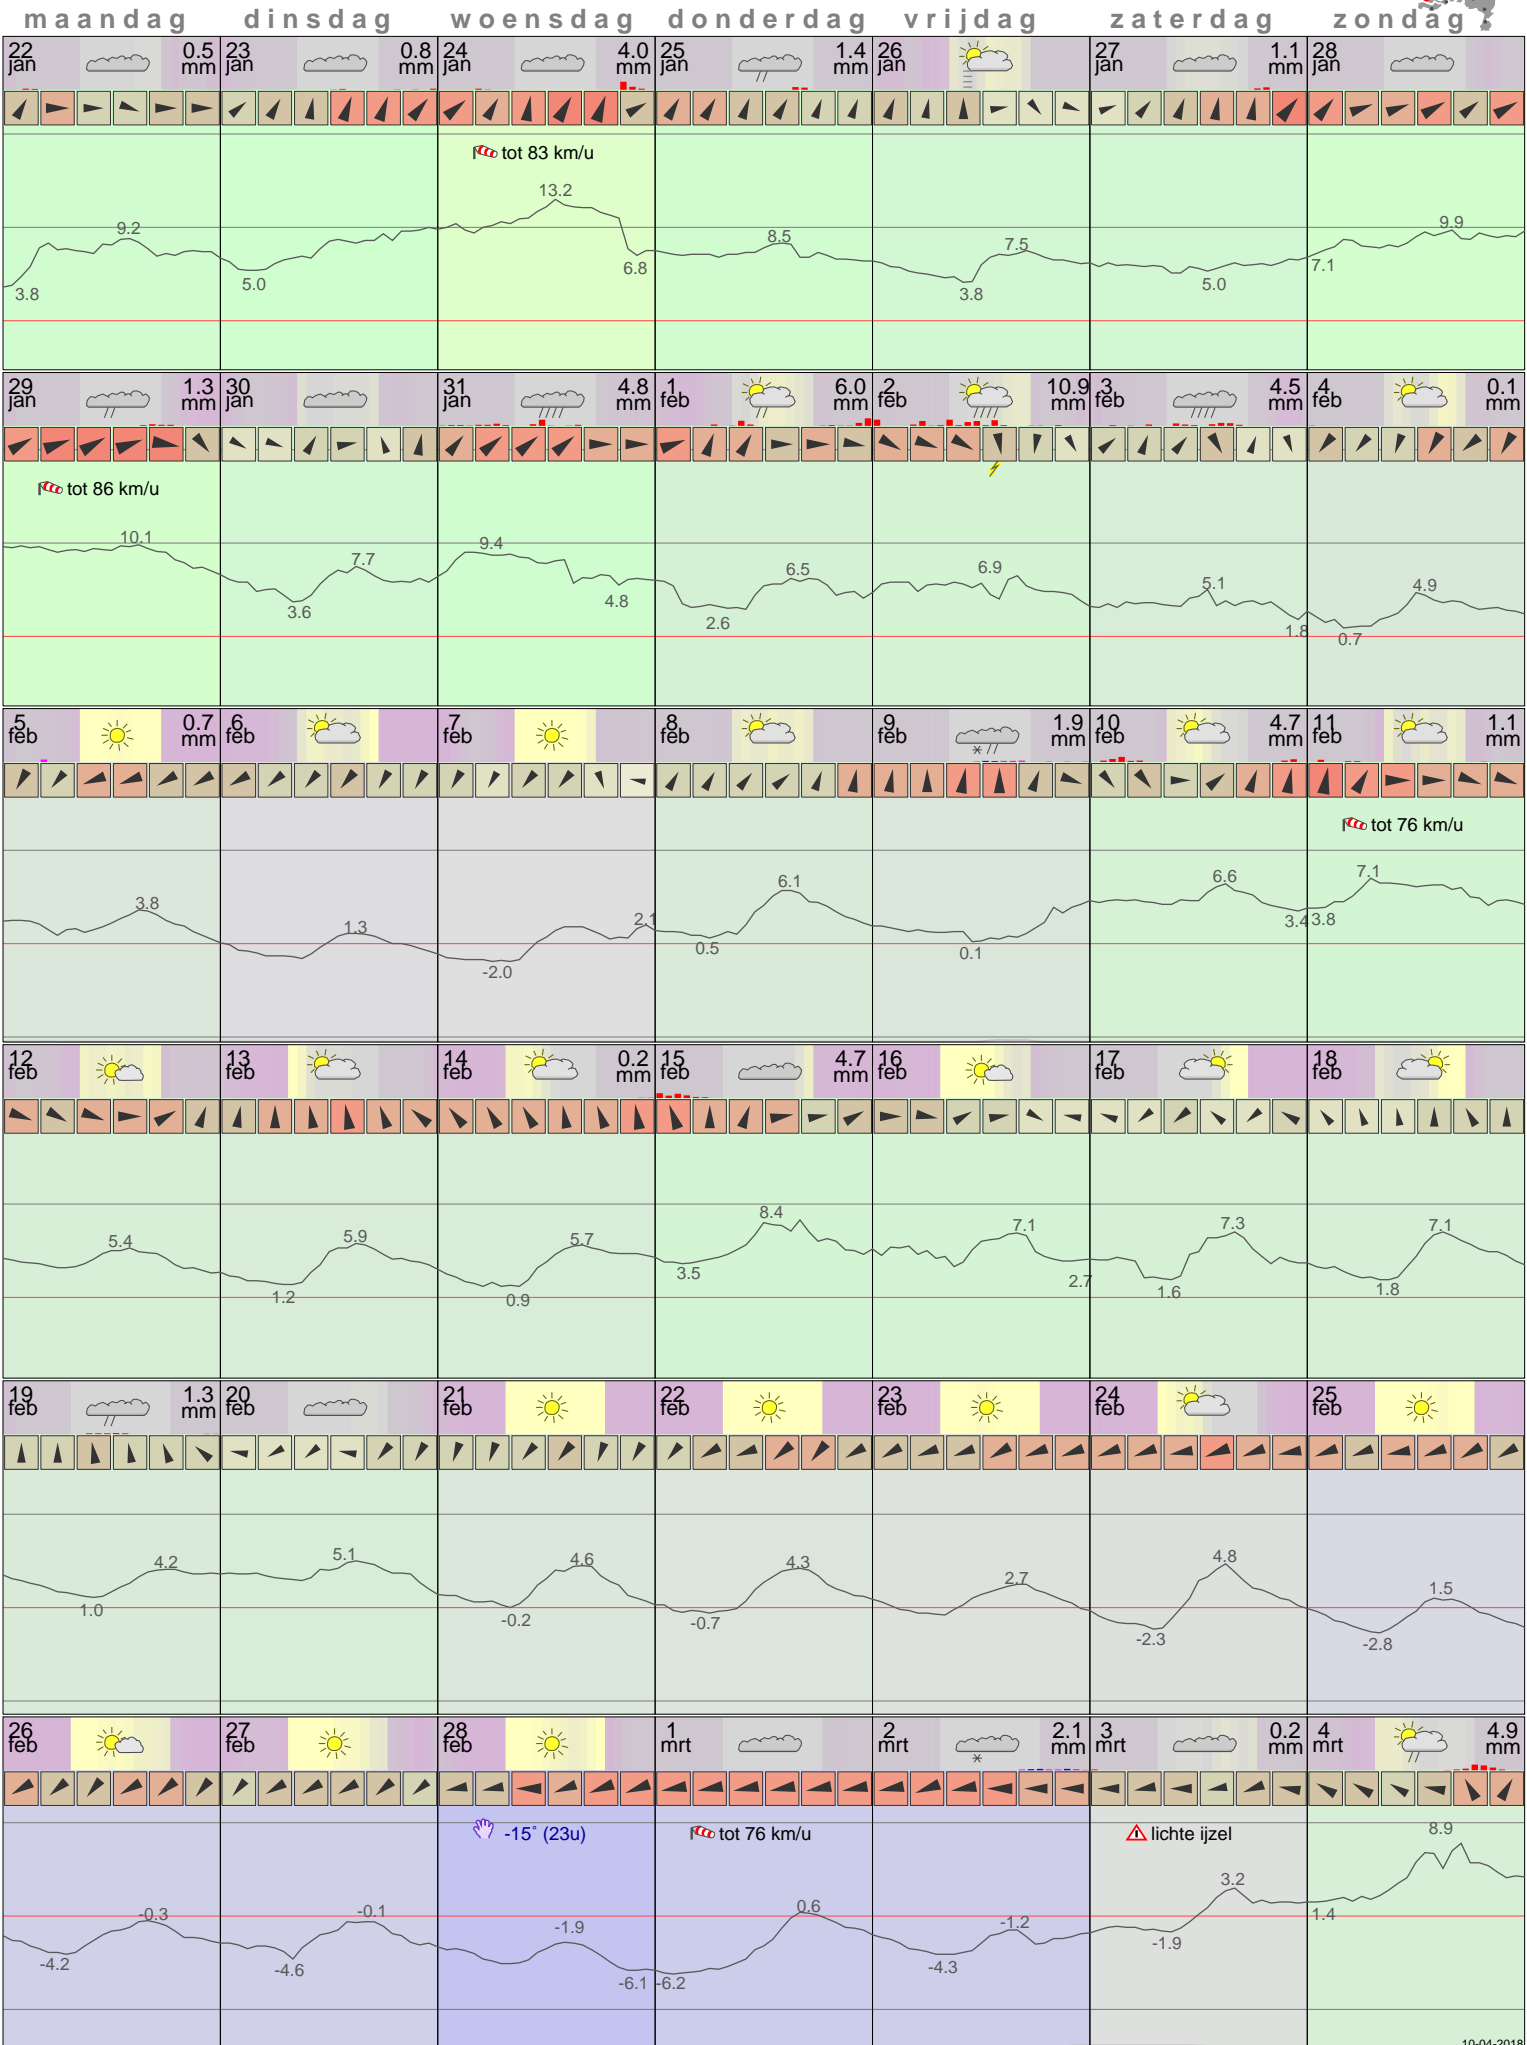 maandag dinsdag woensdag donderdag vrijdag zaterdag zondag
22 jan 0.5 mm 23 jan 0.8 mm 24 jan 4.0 mm 25 jan 1.4 mm 26 jan 27 jan 1.1 mm 28 jan
tot 83 km/u
13.2
9.2 8.5 7.5 9.9
3.8 5.0 6.8 3.8 5.0 7.1
29 jan 1.3 mm 30 jan 31 jan 4.8 mm 1 feb 6.0 mm 2 feb 10.9 mm 3 feb 4.5 mm 4 feb 0.1 mm
tot 86 km/u
10.1 7.7 9.4 6.5 6.9 5.1 4.9
3.6 4.8 2.6 1.8 0.7
5 feb 0.7 mm 6 feb 7 feb 8 feb 9 feb 1.9 mm 10 feb 4.7 mm 11 feb 1.1 mm
tot 76 km/u
3.8 1.3 2.1 6.1 6.6 7.1
-2.0 0.5 0.1 3.4 3.8
12 feb 13 feb 14 feb 0.2 mm 15 feb 4.7 mm 16 feb 17 feb 18 feb
5.4 5.9 5.7 8.4 7.1 7.3 7.1
1.2 0.9 3.5 2.7 1.6 1.8
19 feb 1.3 mm 20 feb 21 feb 22 feb 23 feb 24 feb 25 feb
4.2 5.1 4.6 4.3 2.7 4.8 1.5
1.0 -0.2 -0.7 -2.3 -2.8
26 feb 27 feb 28 feb 1 mrt 2 mrt 2.1 mm 3 mrt 0.2 mm 4 mrt 4.9 mm
-15° (23u) tot 76 km/u lichte ijzel
-0.3 -0.1 -1.9 0.6 -1.2 3.2 8.9
-4.2 -4.6 -6.1 -6.2 -4.3 -1.9 1.4
10-04-2018